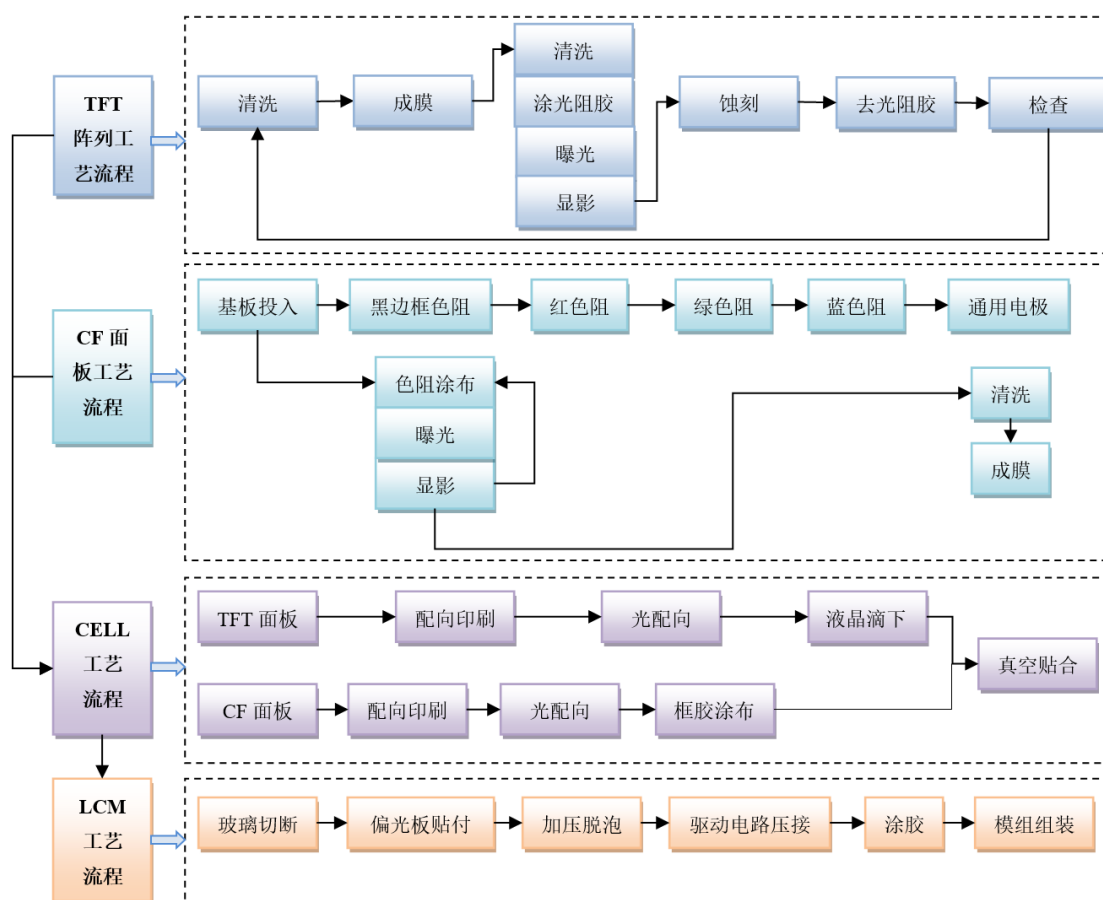 TFT
阵列工
艺流程
清洗
成膜
清洗
涂光阻胶
曝光
显影
蚀刻
去光阻胶
检查
CF 面
板工艺
流程
基板投入
黑边框色阻
红色阻
绿色阻
蓝色阻
通用电极
色阻涂布
曝光
显影
清洗
成膜
CELL
工艺
流程
TFT 面板
配向印刷
光配向
液晶滴下
真空贴合
CF 面板
配向印刷
光配向
框胶涂布
LCM
工艺
流程
玻璃切断
偏光板贴付
加压脱泡
驱动电路压接
涂胶
模组组装